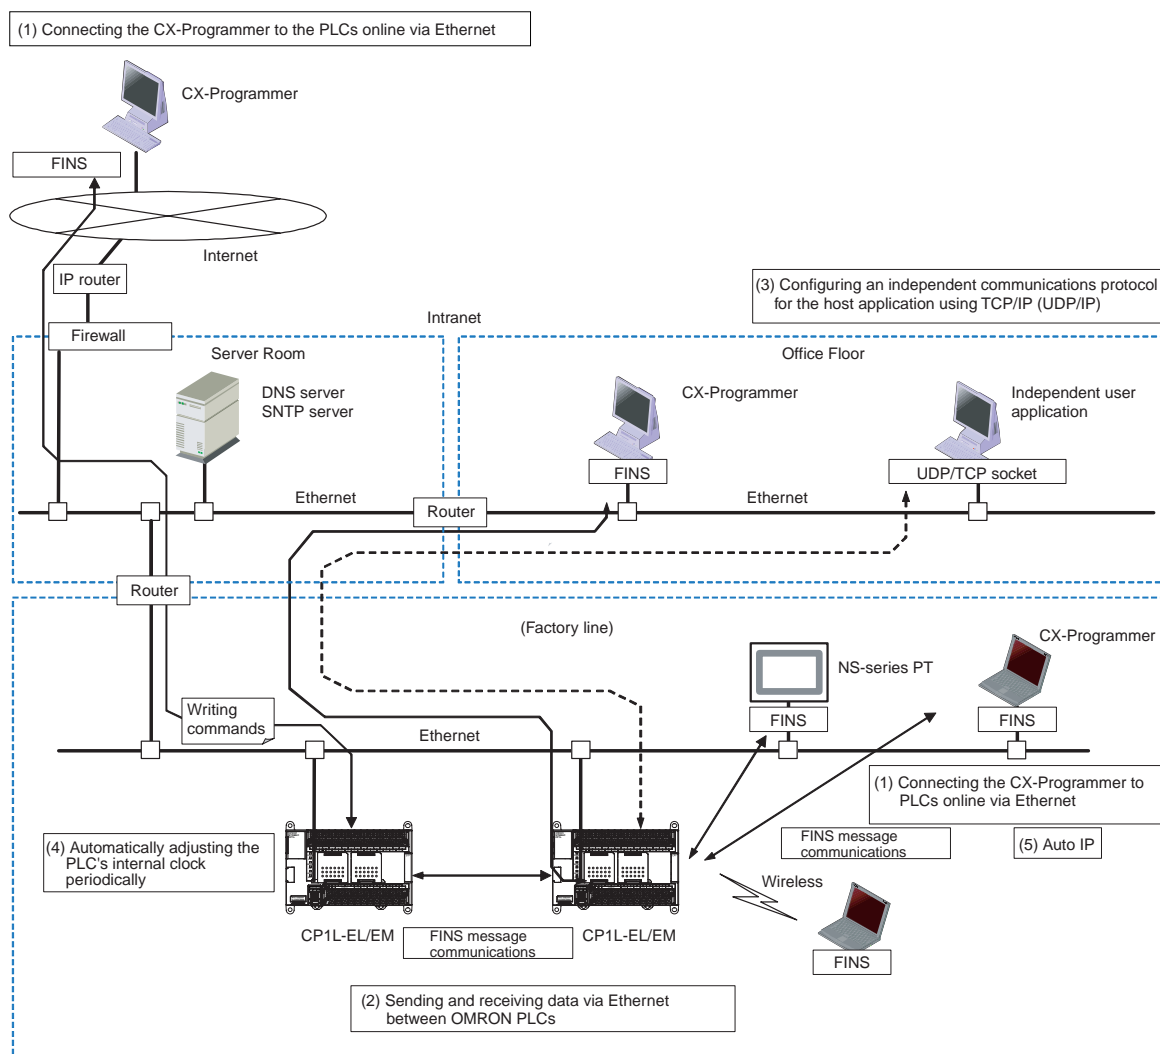 (1) Connecting the CX-Programmer to the PLCs online via Ethernet
CX-Programmer
FINS
Internet
IP router
(3) Configuring an independent communications protocol
for the host application using TCP/IP (UDP/IP)
Intranet
Firewall
Server Room
Office Floor
DNS server
SNTP server
CX-Programmer
Independent user
application
FINS
UDP/TCP socket
Ethernet
Router
Ethernet
Router
(Factory line)
CX-Programmer
NS-series PT
Writing
commands
FINS
FINS
Ethernet
(1) Connecting the CX-Programmer to
PLCs online via Ethernet
(4) Automatically adjusting the
PLC's internal clock
periodically
FINS message
communications
(5) Auto IP
Wireless
CP1L-EL/EM
FINS message
communications
CP1L-EL/EM
FINS
(2) Sending and receiving data via Ethernet
between OMRON PLCs